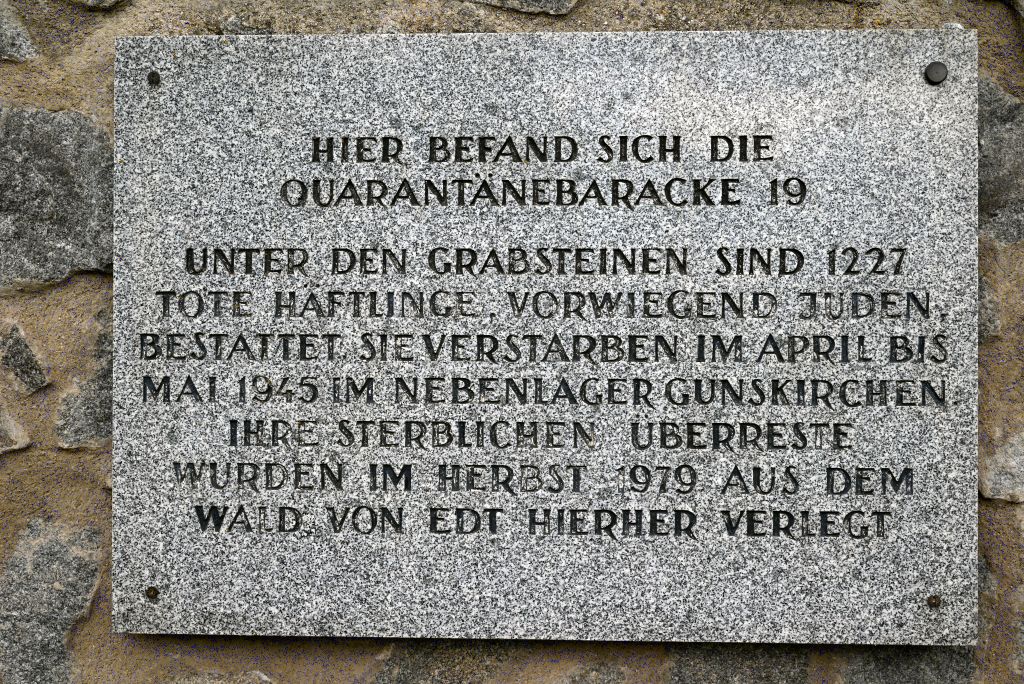 HIER BEFAND SICH DIE
QUARANTÄNEBARACKE 19
UNTER DEN GRABSTEINEN SIND 1227
TOTE HÄFTLINGE, VORWIEGEND JUDEN,
BESTATTET. SIE VERSTARBEN IM APRIL BIS
MAI 1945 IM NEBENLAGER GUNSKIRCHEN.
IHRE STERBLICHEN ÜBERRESTE
WURDEN IM HERBST 1979 AUS DEM
WALD VON EDT HIERHER VERLEGT